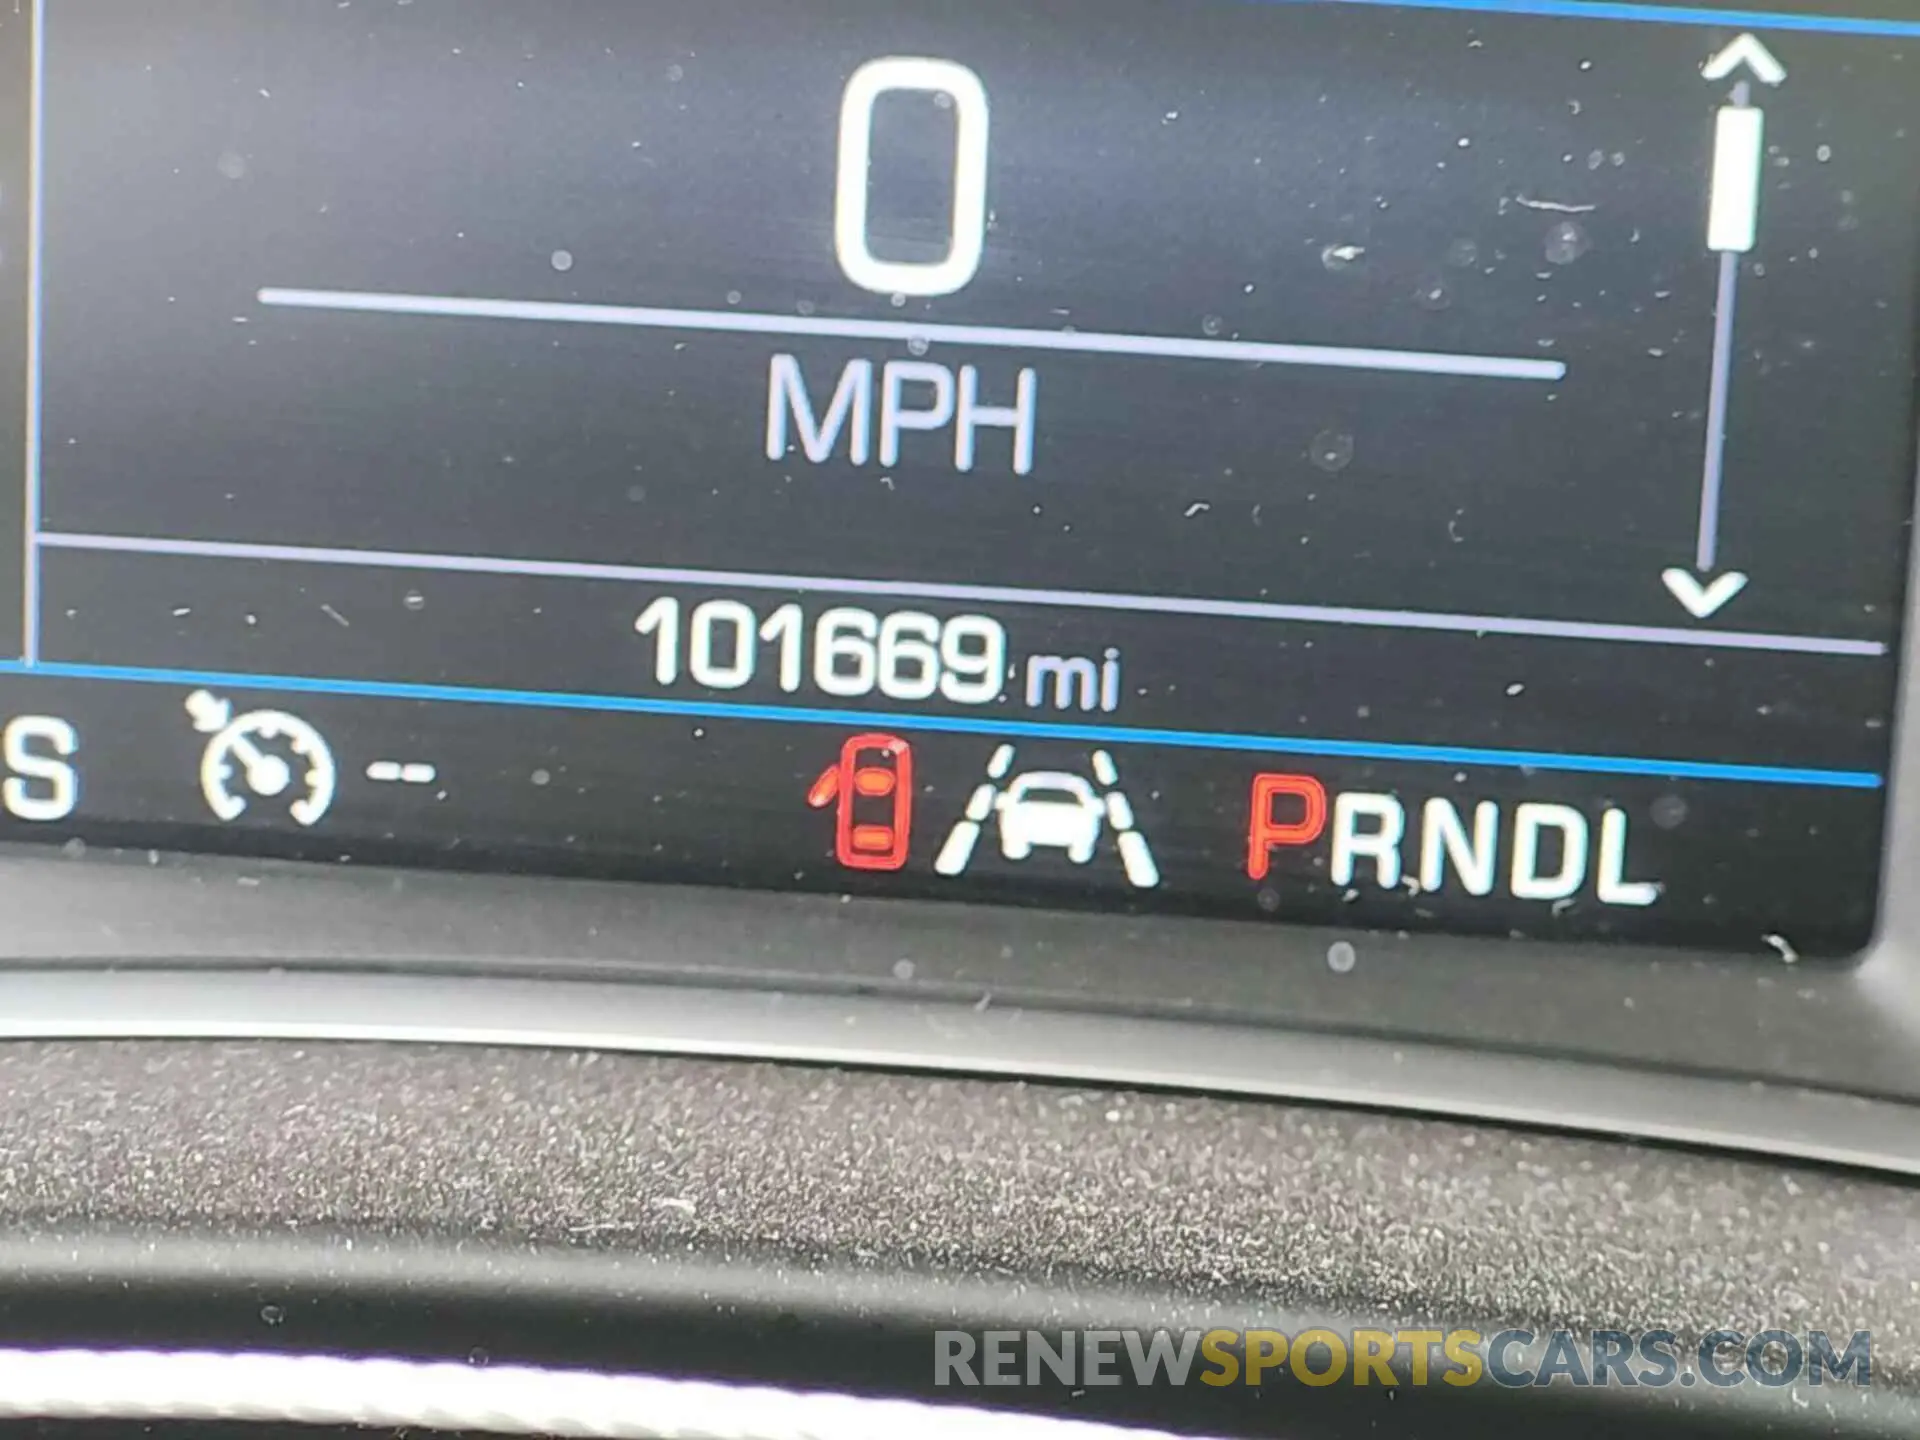 0
MPH
101669 mi
S -- PRNDL
RENEWSPORTSCARS.COM